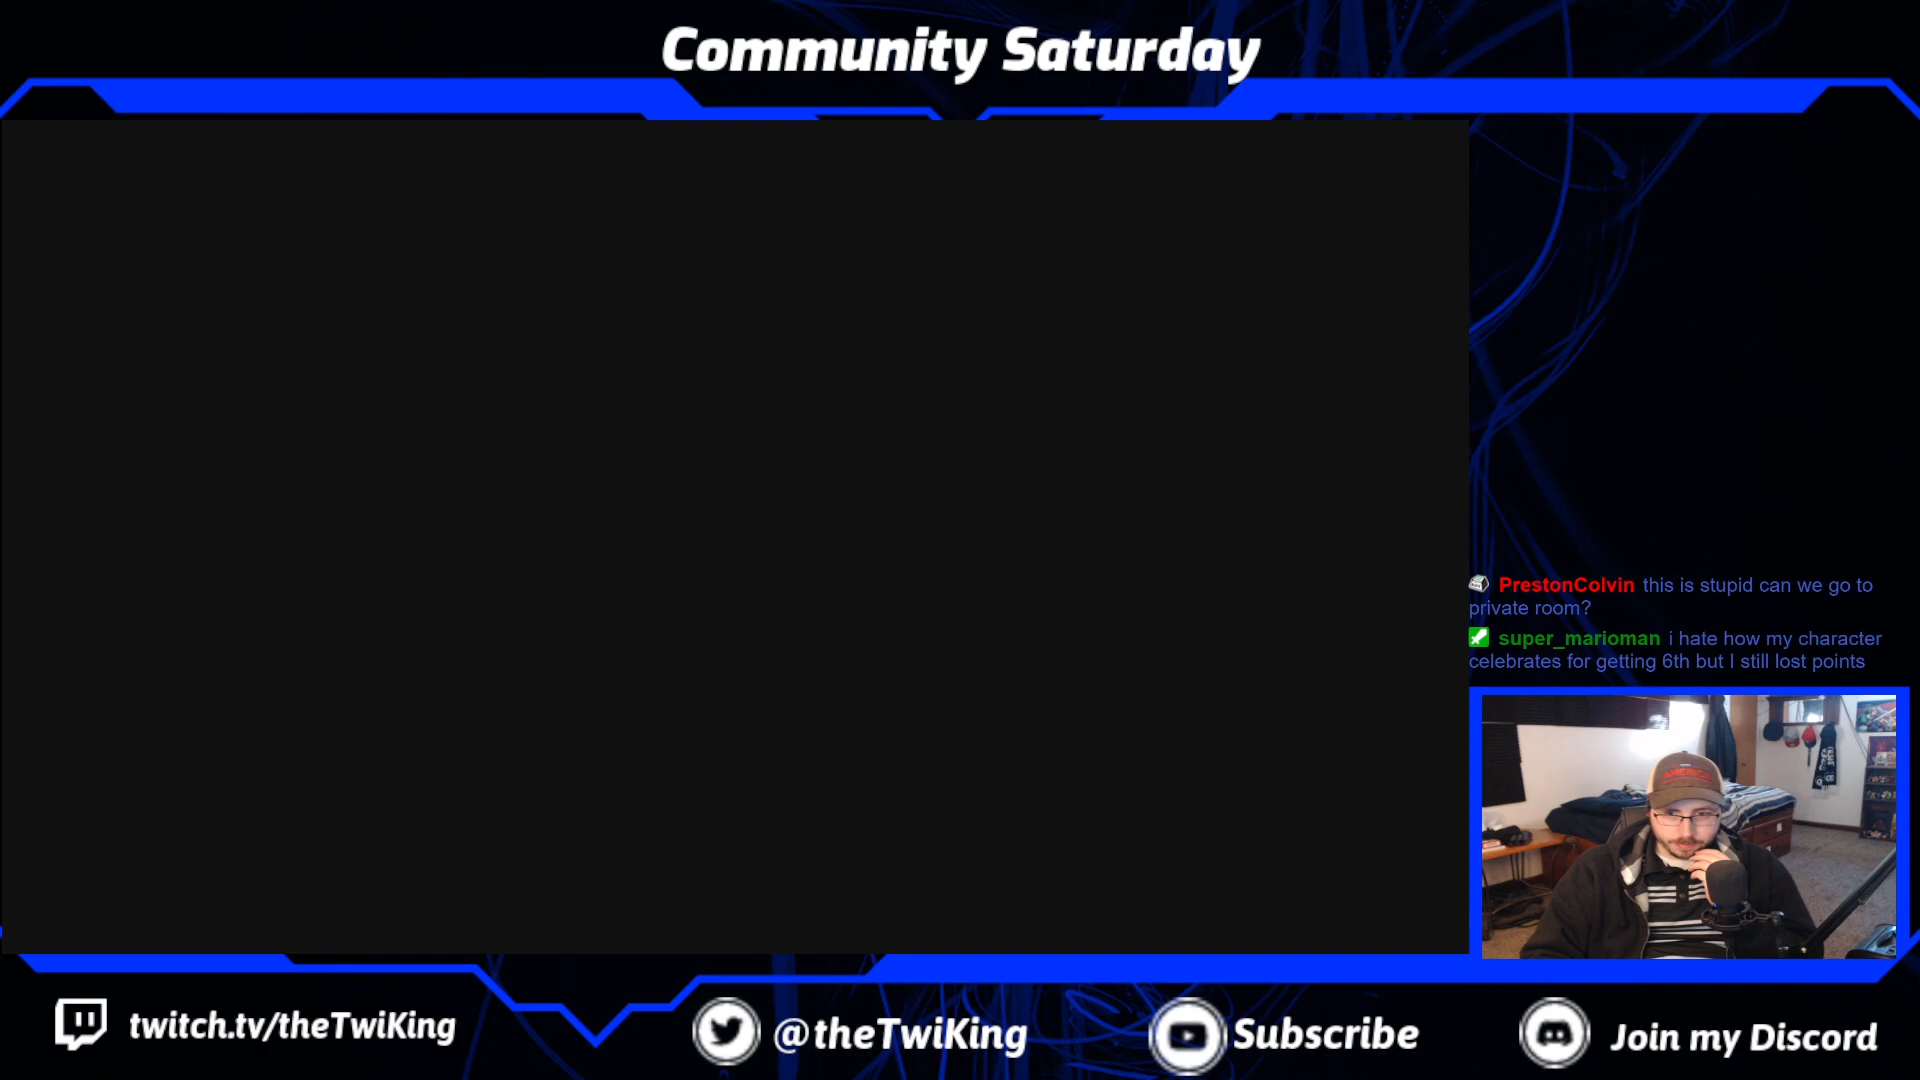 Community Saturday
PrestonColvin this is stupid can we go to
private room?
super_marioman i hate how my character
celebrates for getting 6th but I still lost points
AMERICA
twitch.tv/theTwiKing
@theTwiKing
Subscribe
Join my Discord